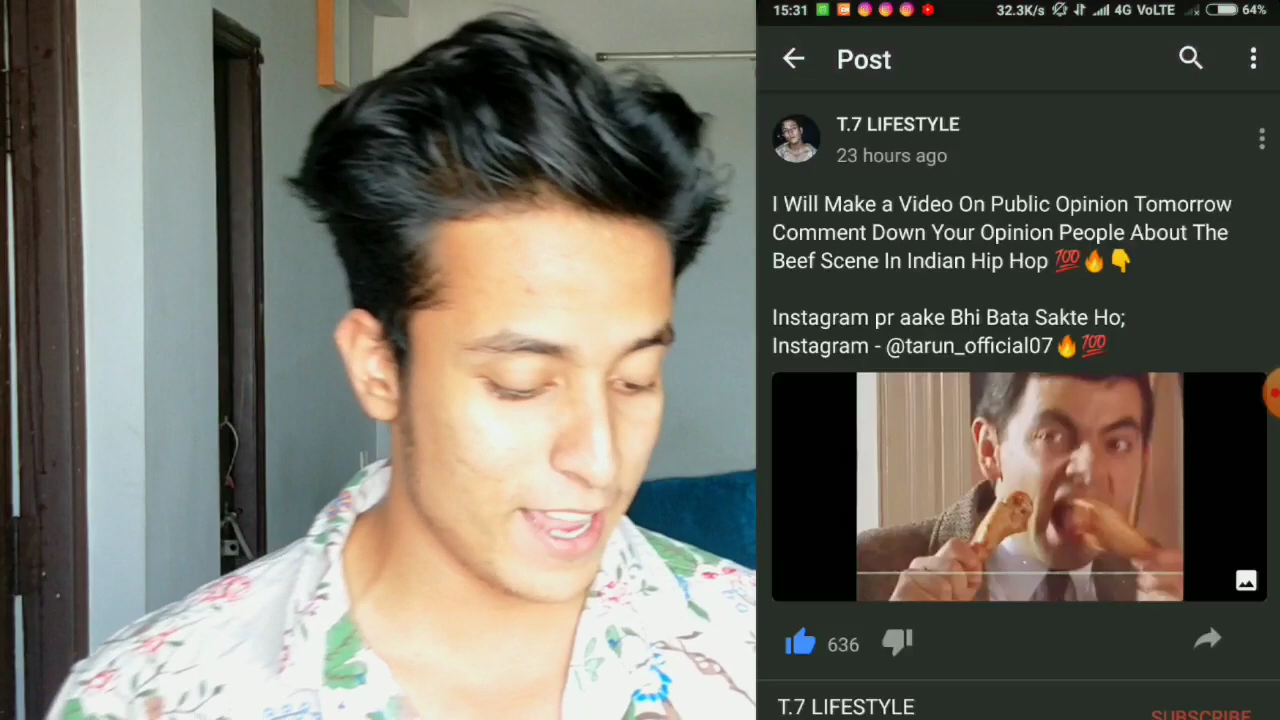 15:31 32.3K/s 4G VoLTE 64%
Post
T.7 LIFESTYLE
23 hours ago
I Will Make a Video On Public Opinion Tomorrow
Comment Down Your Opinion People About The
Beef Scene In Indian Hip Hop 💯🔥👇
Instagram pr aake Bhi Bata Sakte Ho;
Instagram - @tarun_official07🔥💯
636
T.7 LIFESTYLE
SUBSCRIBE